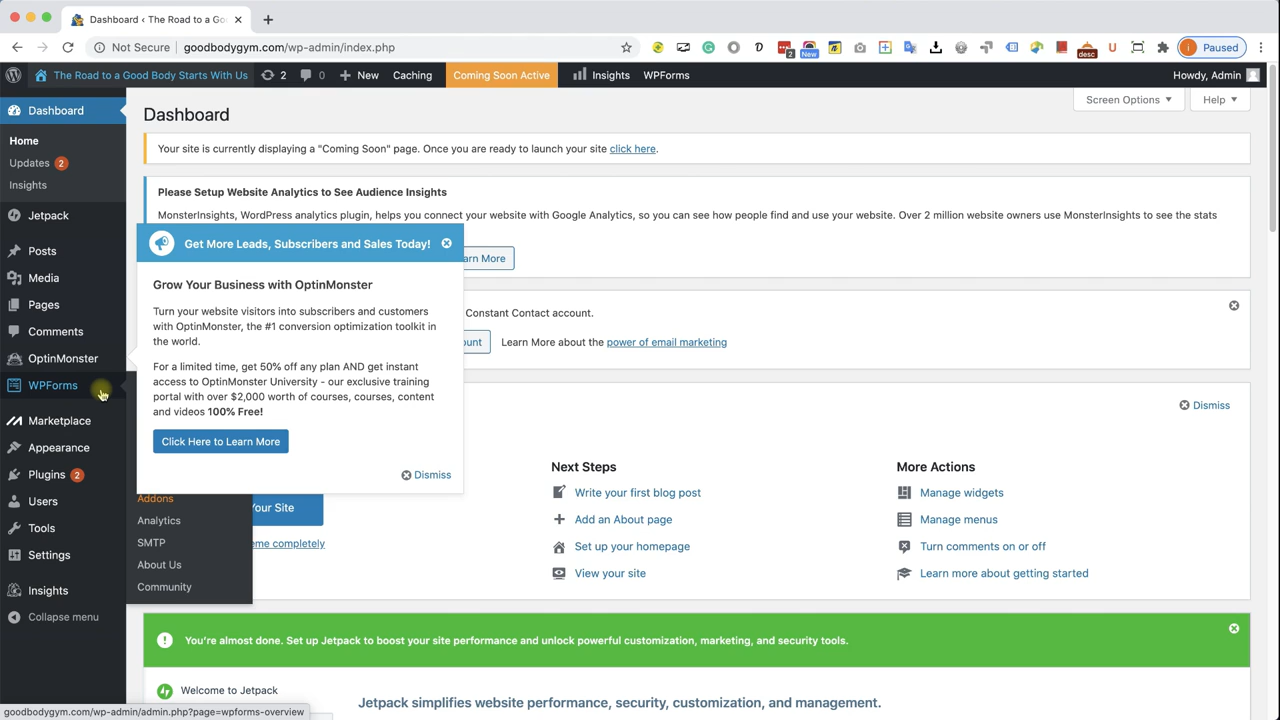 Dashboard ‹ The Road to a Go
Not Secure | goodbodygym.com/wp-admin/index.php
2
New
desc
U
Paused
The Road to a Good Body Starts With Us
2
0
New
Caching
Coming Soon Active
Insights
WPForms
Howdy, Admin
Dashboard
Home
Updates 2
Insights
Jetpack
Posts
Media
Pages
Comments
OptinMonster
WPForms
Marketplace
Appearance
Plugins 2
Users
Tools
Settings
Insights
Collapse menu
Dashboard
Screen Options
Help
Your site is currently displaying a "Coming Soon" page. Once you are ready to launch your site click here.
Please Setup Website Analytics to See Audience Insights
MonsterInsights, WordPress analytics plugin, helps you connect your website with Google Analytics, so you can see how people find and use your website. Over 2 million website owners use MonsterInsights to see the stats
arn More
Get More Leads, Subscribers and Sales Today!
Grow Your Business with OptinMonster
Turn your website visitors into subscribers and customers
with OptinMonster, the #1 conversion optimization toolkit in
the world.
For a limited time, get 50% off any plan AND get instant
access to OptinMonster University - our exclusive training
portal with over $2,000 worth of courses, courses, content
and videos 100% Free!
Click Here to Learn More
Dismiss
Constant Contact account.
ount
Learn More about the power of email marketing
Dismiss
Addons
Analytics
SMTP
About Us
Community
Your Site
eme completely
Next Steps
Write your first blog post
Add an About page
Set up your homepage
View your site
More Actions
Manage widgets
Manage menus
Turn comments on or off
Learn more about getting started
You're almost done. Set up Jetpack to boost your site performance and unlock powerful customization, marketing, and security tools.
Welcome to Jetpack
Jetpack simplifies website performance, security, customization, and management.
goodbodygym.com/wp-admin/admin.php?page=wpforms-overview